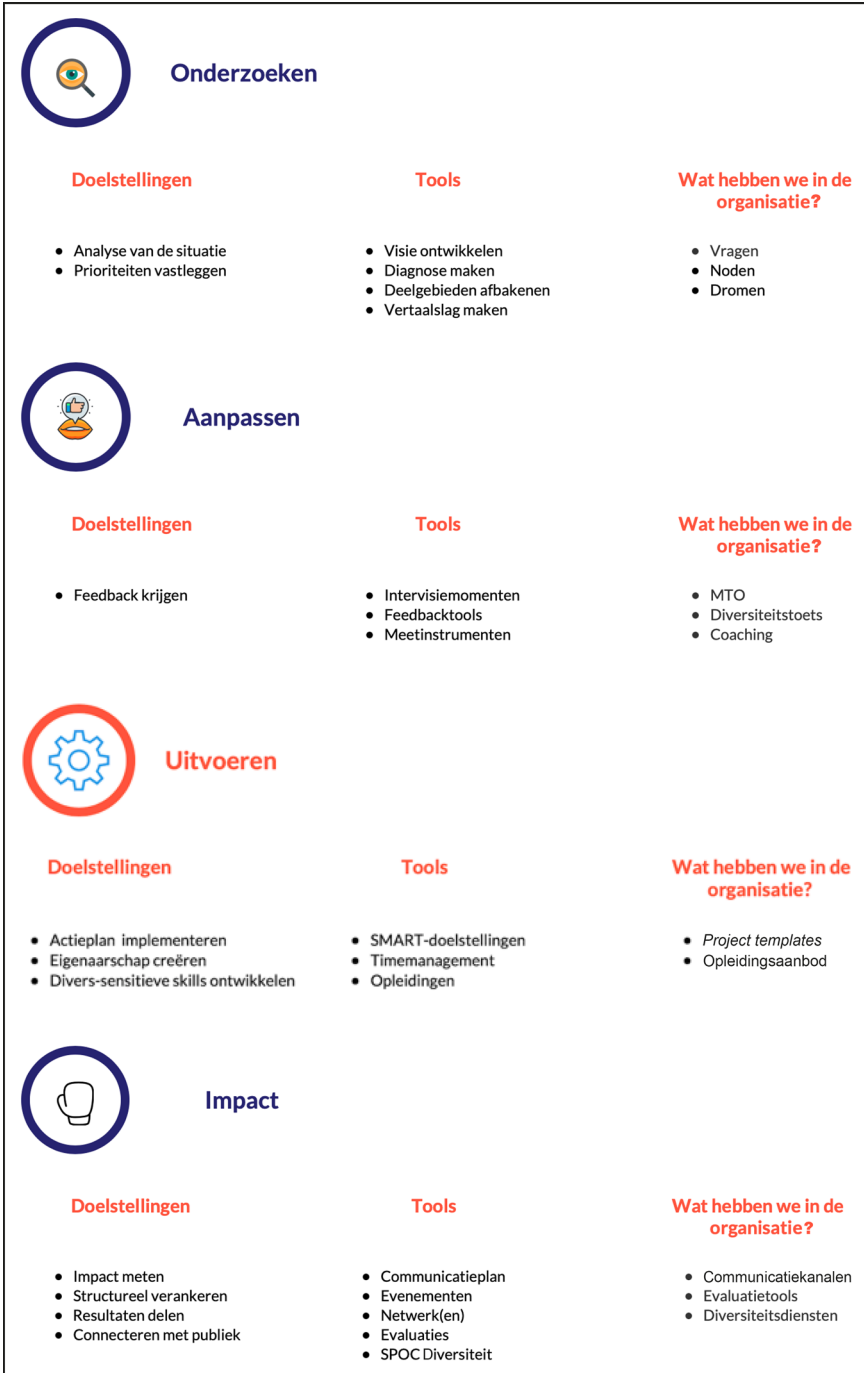 Onderzoeken
Doelstellingen
Tools
Wat hebben we in de
organisatie?
• Analyse van de situatie
• Prioriteiten vastleggen
• Visie ontwikkelen
• Diagnose maken
• Deelgebieden afbakenen
• Vertaalslag maken
• Vragen
• Noden
• Dromen
Aanpassen
Doelstellingen
Tools
Wat hebben we in de
organisatie?
• Feedback krijgen
• Intervisiemomenten
• Feedbacktools
• Meetinstrumenten
• MTO
• Diversiteitstoets
• Coaching
Uitvoeren
Doelstellingen
Tools
Wat hebben we in de
organisatie?
• Actieplan implementeren
• Eigenaarschap creëren
• Divers-sensitieve skills ontwikkelen
• SMART-doelstellingen
• Timemanagement
• Opleidingen
• Project templates
• Opleidingsaanbod
Impact
Doelstellingen
Tools
Wat hebben we in de
organisatie?
• Impact meten
• Structureel verankeren
• Resultaten delen
• Connecteren met publiek
• Communicatieplan
• Evenementen
• Netwerk(en)
• Evaluaties
• SPOC Diversiteit
• Communicatiekanalen
• Evaluatietools
• Diversiteitsdiensten